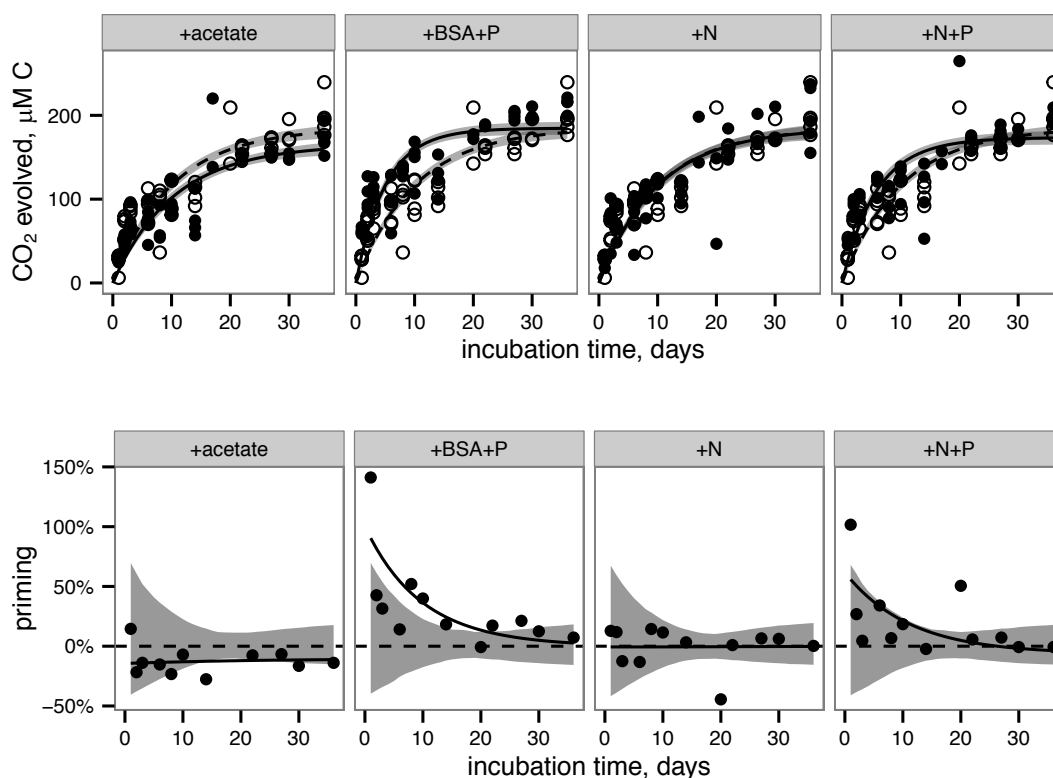 +acetate +BSA+P +N +N+P
CO₂ evolved, μM C
200
100
0
0 10 20 30 0 10 20 30 0 10 20 30 0 10 20 30
incubation time, days
+acetate +BSA+P +N +N+P
priming
150%
100%
50%
0%
−50%
0 10 20 30 0 10 20 30 0 10 20 30 0 10 20 30
incubation time, days